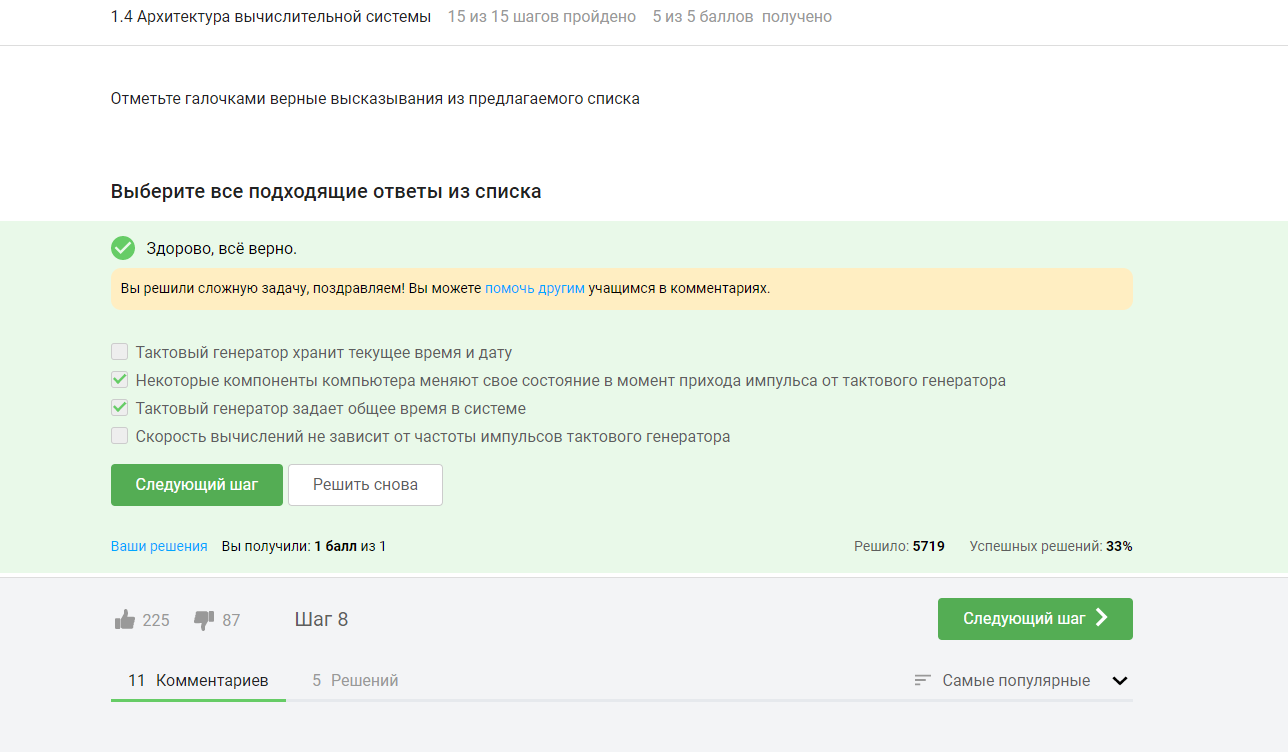 1.4 Архитектура вычислительной системы 15 из 15 шагов пройдено 5 из 5 баллов получено
Отметьте галочками верные высказывания из предлагаемого списка
Выберите все подходящие ответы из списка
Здорово, всё верно.
Вы решили сложную задачу, поздравляем! Вы можете помочь другим учащимся в комментариях.
Тактовый генератор хранит текущее время и дату
Некоторые компоненты компьютера меняют свое состояние в момент прихода импульса от тактового генератора
Тактовый генератор задает общее время в системе
Скорость вычислений не зависит от частоты импульсов тактового генератора
Следующий шаг Решить снова
Ваши решения Вы получили: 1 балл из 1 Решило: 5719 Успешных решений: 33%
225 87 Шаг 8 Следующий шаг
11 Комментариев 5 Решений Самые популярные